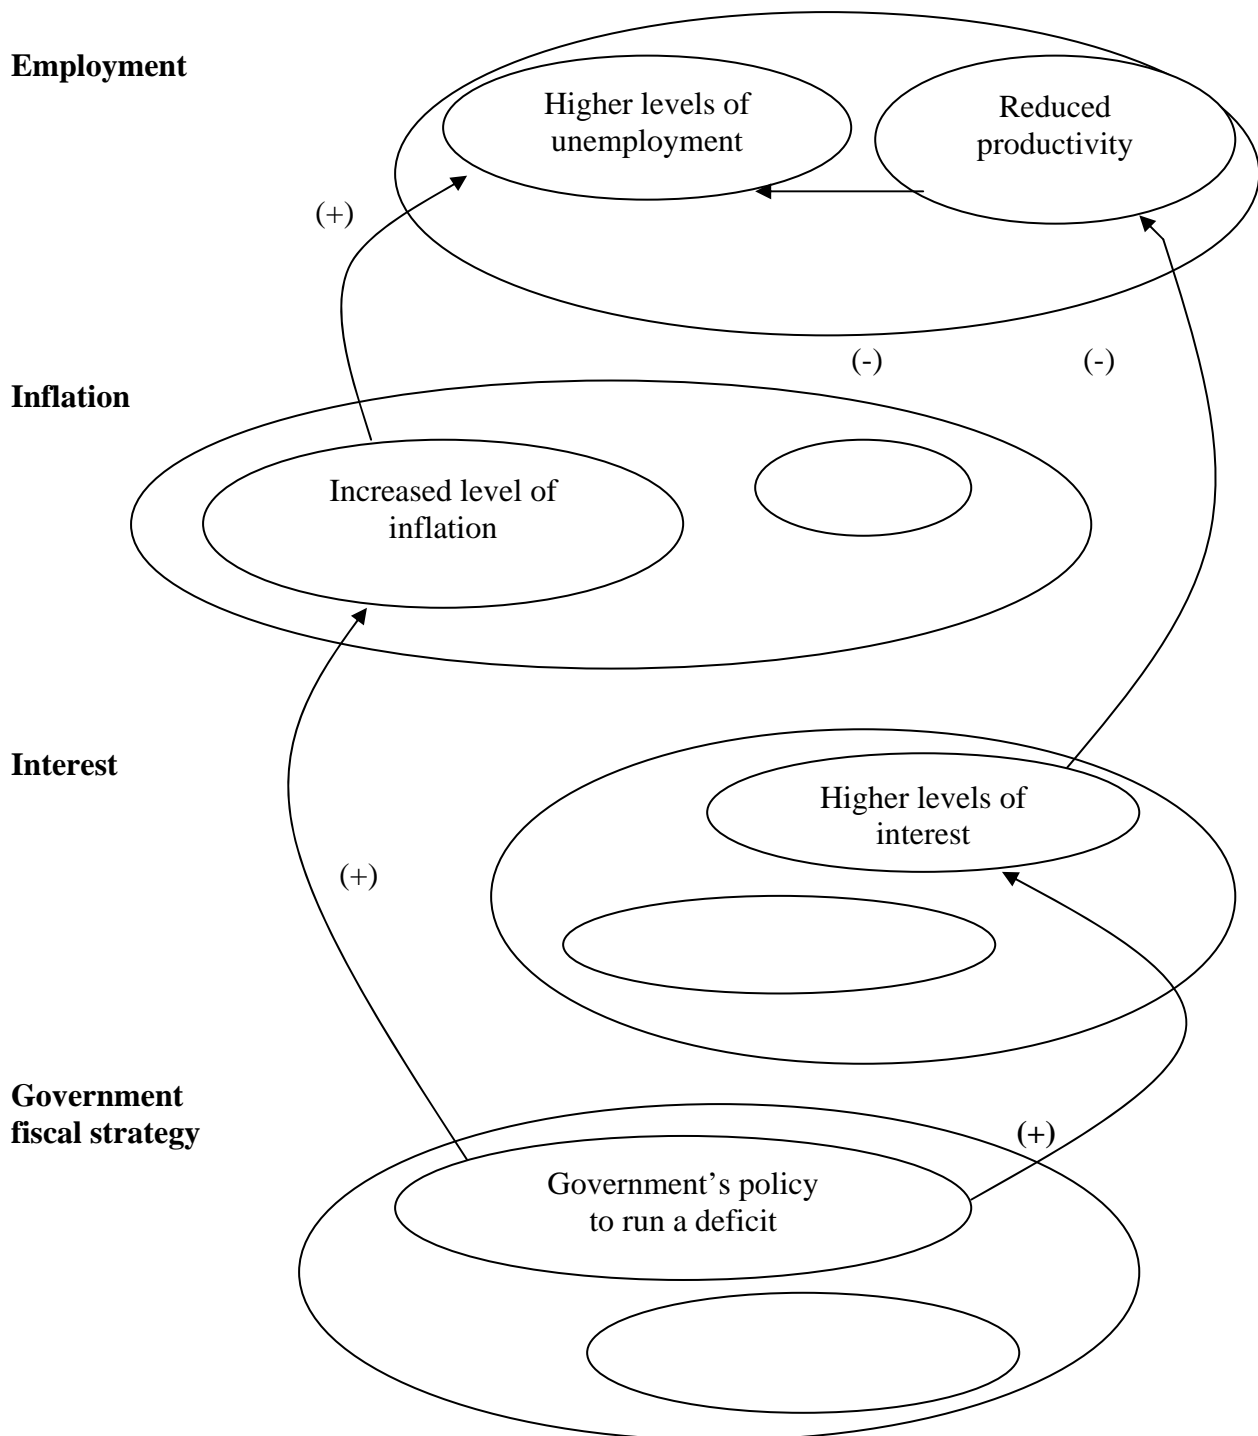 Employment
Higher levels of
unemployment
Reduced
productivity
(+)
(-)
(-)
Inflation
Increased level of
inflation
Interest
Higher levels of
interest
(+)
Government
fiscal strategy
(+)
Government’s policy
to run a deficit